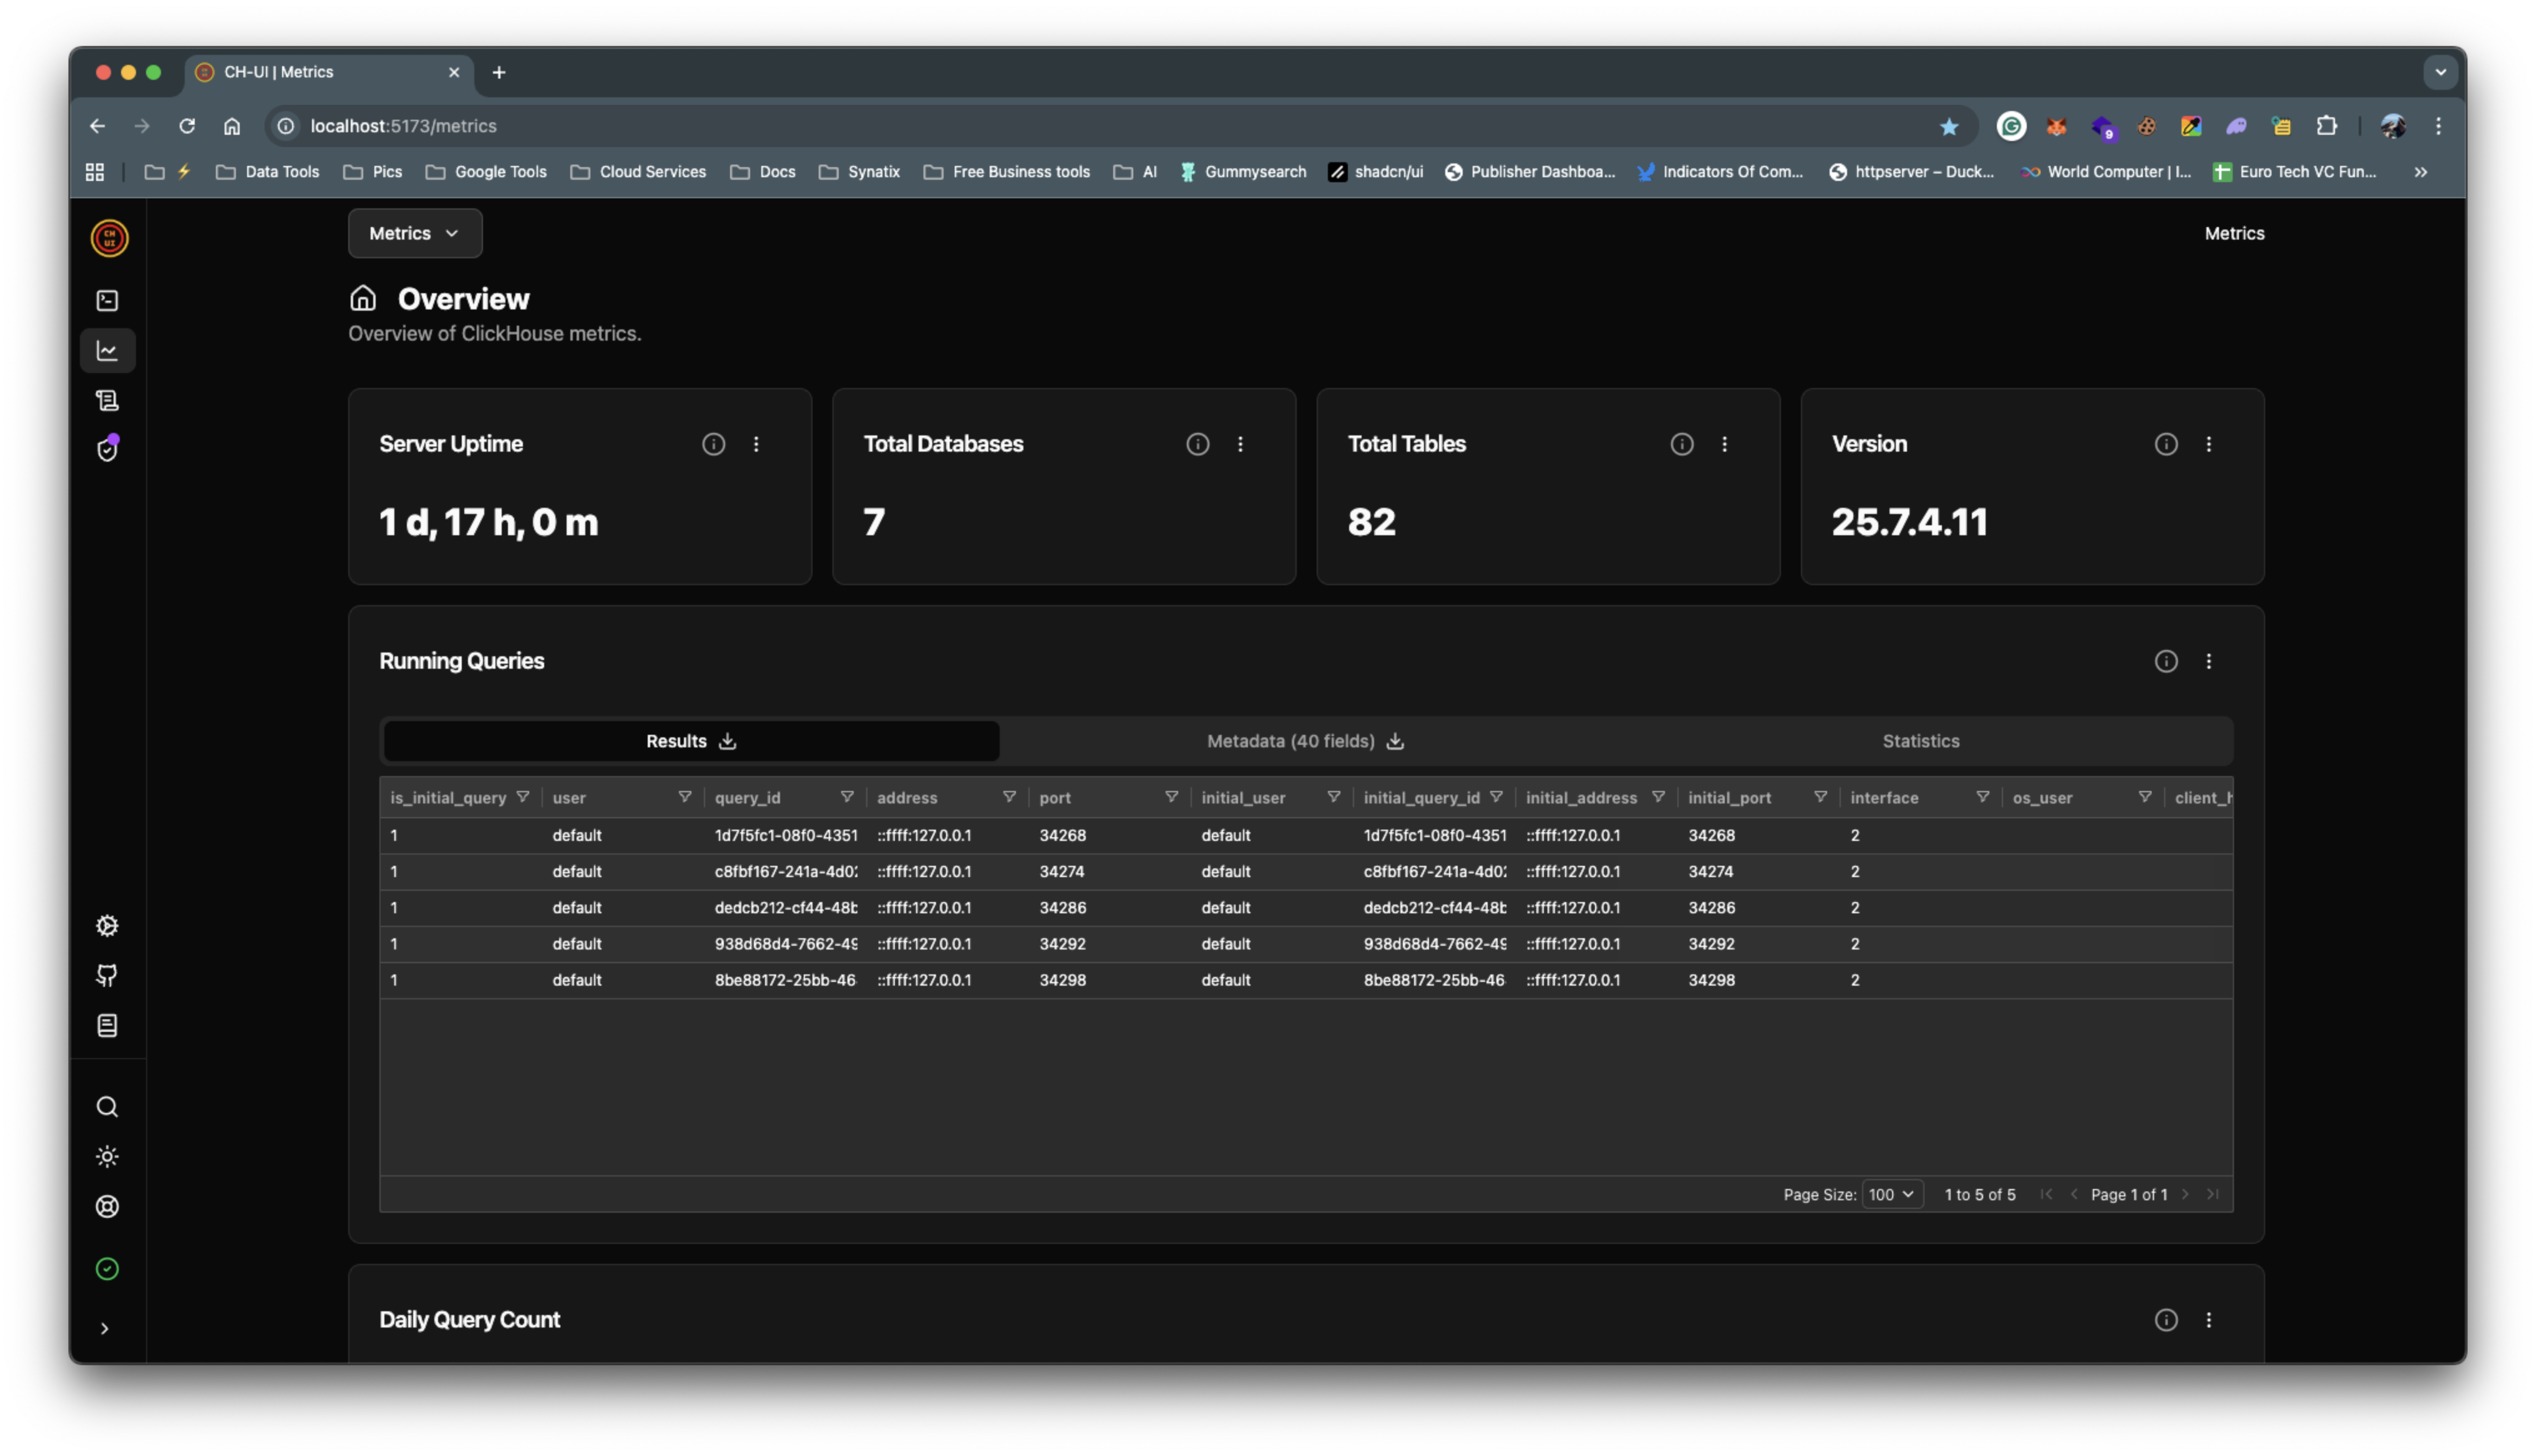 CH-UI | Metrics
localhost:5173/metrics
9
Data Tools Pics Google Tools Cloud Services Docs Synatix Free Business tools AI Gummysearch shadcn/ui Publisher Dashboa... Indicators Of Com... httpserver – Duck... World Computer | I... Euro Tech VC Fun...
CH
UI
Metrics
Metrics
Overview
Overview of ClickHouse metrics.
Server Uptime
1 d, 17 h, 0 m
Total Databases
7
Total Tables
82
Version
25.7.4.11
Running Queries
Results Metadata (40 fields) Statistics
is_initial_query user query_id address port initial_user initial_query_id initial_address initial_port interface os_user client_h
1 default 1d7f5fc1-08f0-4351 ::ffff:127.0.0.1 34268 default 1d7f5fc1-08f0-4351 ::ffff:127.0.0.1 34268 2
1 default c8fbf167-241a-4d0 ::ffff:127.0.0.1 34274 default c8fbf167-241a-4d0 ::ffff:127.0.0.1 34274 2
1 default dedcb212-cf44-48b ::ffff:127.0.0.1 34286 default dedcb212-cf44-48b ::ffff:127.0.0.1 34286 2
1 default 938d68d4-7662-49 ::ffff:127.0.0.1 34292 default 938d68d4-7662-49 ::ffff:127.0.0.1 34292 2
1 default 8be88172-25bb-46 ::ffff:127.0.0.1 34298 default 8be88172-25bb-46 ::ffff:127.0.0.1 34298 2
Page Size: 100 1 to 5 of 5 Page 1 of 1
Daily Query Count